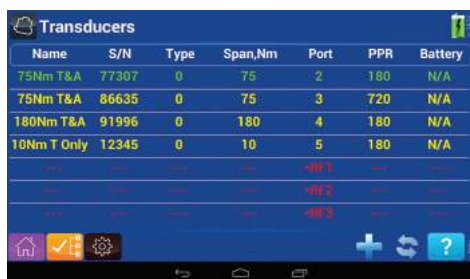 Transducers
Name S/N Type Span,Nm Port PPR Battery
75Nm T&A 77307 0 75 2 180 N/A
75Nm T&A 86635 0 75 3 720 N/A
180Nm T&A 91996 0 180 4 180 N/A
10Nm T Only 12345 0 10 5 180 N/A
--- --- --- --- -RF1 --- ---
--- --- --- --- -RF2 --- ---
--- --- --- --- -RF3 --- ---
?